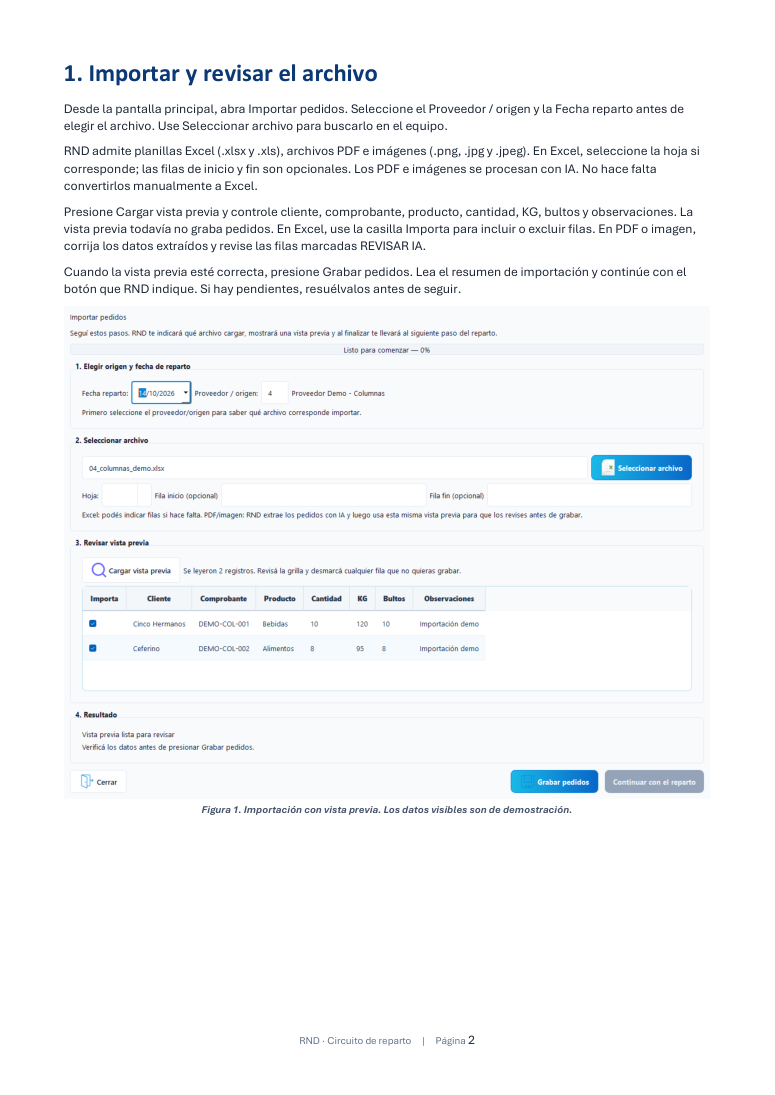 1. Importar y revisar el archivo
Desde la pantalla principal, abra Importar pedidos. Seleccione el Proveedor / origen y la Fecha reparto antes de
elegir el archivo. Use Seleccionar archivo para buscarlo en el equipo.
RND admite planillas Excel (.xlsx y .xls), archivos PDF e imágenes (.png, .jpg y .jpeg). En Excel, seleccione la hoja si
corresponde; las filas de inicio y fin son opcionales. Los PDF e imágenes se procesan con IA. No hace falta
convertirlos manualmente a Excel.
Presione Cargar vista previa y controle cliente, comprobante, producto, cantidad, KG, bultos y observaciones. La
vista previa todavía no graba pedidos. En Excel, use la casilla Importa para incluir o excluir filas. En PDF o imagen,
corrija los datos extraídos y revise las filas marcadas REVISAR IA.
Cuando la vista previa esté correcta, presione Grabar pedidos. Lea el resumen de importación y continúe con el
botón que RND indique. Si hay pendientes, resuélvalos antes de seguir.
Importar pedidos
Seguí estos pasos. RND te indicará qué archivo cargar, mostrará una vista previa y al finalizar te llevará al siguiente paso del reparto.
Listo para comenzar — 0%
1. Elegir origen y fecha de reparto
Fecha reparto: 14/10/2026 Proveedor / origen: 4 Proveedor Demo - Columnas
Primero seleccione el proveedor/origen para saber qué archivo corresponde importar.
2. Seleccionar archivo
04_columnas_demo.xlsx Seleccionar archivo
Hoja: Fila inicio (opcional) Fila fin (opcional)
Excel: podés indicar filas si hace falta. PDF/imagen: RND extrae los pedidos con IA y luego usa esta misma vista previa para que los revises antes de grabar.
3. Revisar vista previa
Cargar vista previa Se leyeron 2 registros. Revisá la grilla y desmarcá cualquier fila que no quieras grabar.
Importa Cliente Comprobante Producto Cantidad KG Bultos Observaciones
Cinco Hermanos DEMO-COL-001 Bebidas 10 120 10 Importación demo
Ceferino DEMO-COL-002 Alimentos 8 95 8 Importación demo
4. Resultado
Vista previa lista para revisar
Verificá los datos antes de presionar Grabar pedidos.
Cerrar Grabar pedidos Continuar con el reparto
Figura 1. Importación con vista previa. Los datos visibles son de demostración.
RND · Circuito de reparto | Página 2